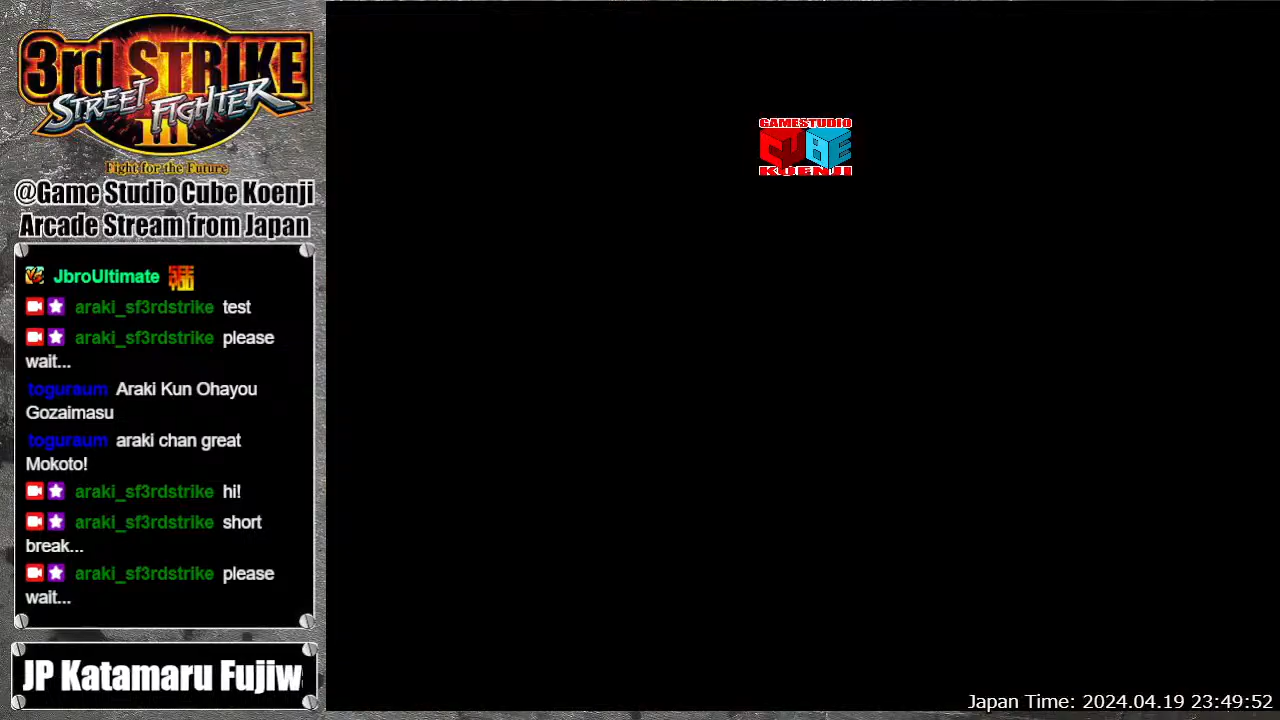 3rd STRIKE
STREET FIGHTER
III
Fight for the Future
@Game Studio Cube Koenji
Arcade Stream from Japan
JbroUltimate SEE YOU
araki_sf3rdstrike test
araki_sf3rdstrike please
wait...
toguraum Araki Kun Ohayou
Gozaimasu
toguraum araki chan great
Mokoto!
araki_sf3rdstrike hi!
araki_sf3rdstrike short
break...
araki_sf3rdstrike please
wait...
JP Katamaru Fujiw
GAMESTUDIO
CUBE
KOENJI
Japan Time: 2024.04.19 23:49:52